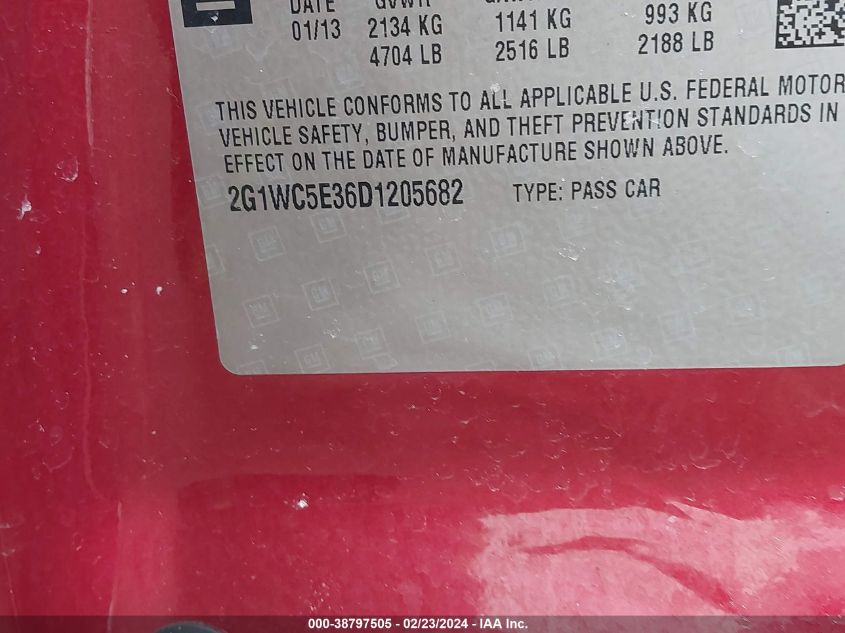 DATE GVWR
01/13 2134 KG 1141 KG 993 KG
4704 LB 2516 LB 2188 LB
THIS VEHICLE CONFORMS TO ALL APPLICABLE U.S. FEDERAL MOTOR
VEHICLE SAFETY, BUMPER, AND THEFT PREVENTION STANDARDS IN
EFFECT ON THE DATE OF MANUFACTURE SHOWN ABOVE.
2G1WC5E36D1205682 TYPE: PASS CAR
000-38797505 - 02/23/2024 - IAA Inc.